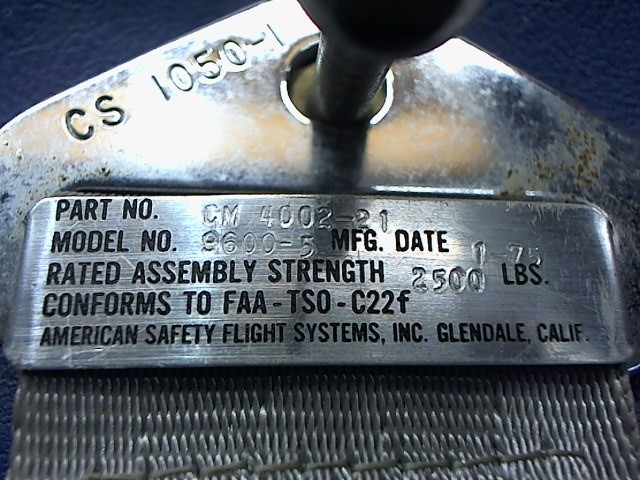 CS 1050-1
PART NO. CM 4002-21
MODEL NO. 9600-5 MFG. DATE 1-75
RATED ASSEMBLY STRENGTH 2500 LBS.
CONFORMS TO FAA-TSO-C22f
AMERICAN SAFETY FLIGHT SYSTEMS, INC. GLENDALE, CALIF.